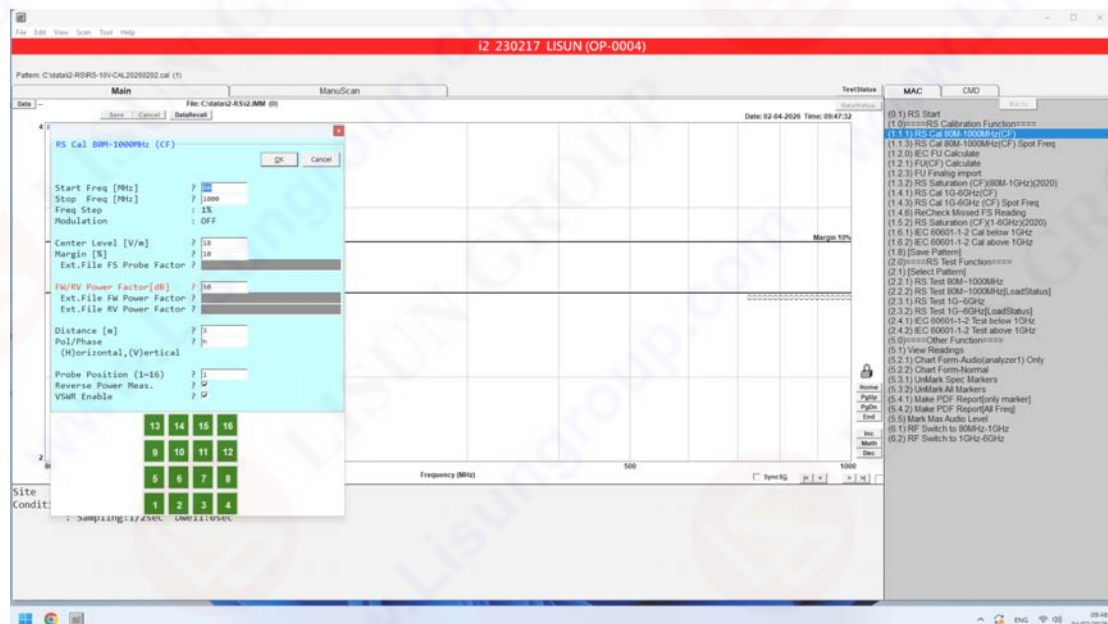 File Edit View Scan Tool Help
i2 230217 LISUN (OP-0004)
Pattern: C:\data\i2-RS\RS-10V-CAL20260202.cal (1)
Main
ManuScan
TestStatus
Data
File: C:\data\i2-RS\i2.IMM (0)
Save Cancel DataRecall
DataStatus
Date: 02-04-2026 Time: 09:47:32
RS Cal 80M-1000MHz (CF)
OK Cancel
Start Freq [MHz] ? 80
Stop Freq [MHz] ? 1000
Freq Step : 1%
Modulation : OFF
Center Level [V/m] ? 18
Margin [%] ? 10
Ext.File FS Probe Factor ?
FW/RV Power Factor[dB] ? 50
Ext.File FW Power Factor ?
Ext.File RV Power Factor ?
Distance [m] ? 3
Pol/Phase ? h
(H)orizontal,(V)ertical
Probe Position (1~16) ? 1
Reverse Power Meas. ?
VSWR Enable ?
13 14 15 16
9 10 11 12
5 6 7 8
1 2 3 4
Margin 10%
Home
PgUp
PgDn
End
Inc
Math
Dec
500
1000
Frequency (MHz)
SyncSG
Site
Condit
: Sampling:1/2sec Dwell:0sec
MAC
CMD
Macro
(0.1) RS Start
(1.0)====RS Calibration Function====
(1.1.1) RS Cal 80M-1000MHz(CF)
(1.1.3) RS Cal 80M-1000MHz(CF) Spot Freq
(1.2.0) IEC FU Calculate
(1.2.1) FU(CF) Calculate
(1.2.3) FU Finalsg import
(1.3.2) RS Saturation (CF)(80M-1GHz)(2020)
(1.4.1) RS Cal 1G-6GHz(CF)
(1.4.3) RS Cal 1G-6GHz (CF) Spot Freq
(1.4.6) ReCheck Missed FS Reading
(1.5.2) RS Saturation (CF)(1-6GHz)(2020)
(1.6.1) IEC 60601-1-2 Cal below 1GHz
(1.6.2) IEC 60601-1-2 Cal above 1GHz
(1.8) [Save Pattern]
(2.0)====RS Test Function====
(2.1) [Select Pattern]
(2.2.1) RS Test 80M~1000MHz
(2.2.2) RS Test 80M~1000MHz[LoadStatus]
(2.3.1) RS Test 1G~6GHz
(2.3.2) RS Test 1G~6GHz[LoadStatus]
(2.4.1) IEC 60601-1-2 Test below 1GHz
(2.4.2) IEC 60601-1-2 Test above 1GHz
(5.0)====Other Function====
(5.1) View Readings
(5.2.1) Chart Form-Audio(analyzer1) Only
(5.2.2) Chart Form-Normal
(5.3.1) UnMark Spec Markers
(5.3.2) UnMark All Markers
(5.4.1) Make PDF Report[only marker]
(5.4.2) Make PDF Report[All Freq]
(5.5) Mark Max Audio Level
(6.1) RF Switch to 80MHz-1GHz
(6.2) RF Switch to 1GHz-6GHz
ENG
09:48
04/02/2026
www.Lisungroup.com
LISUN GROUP